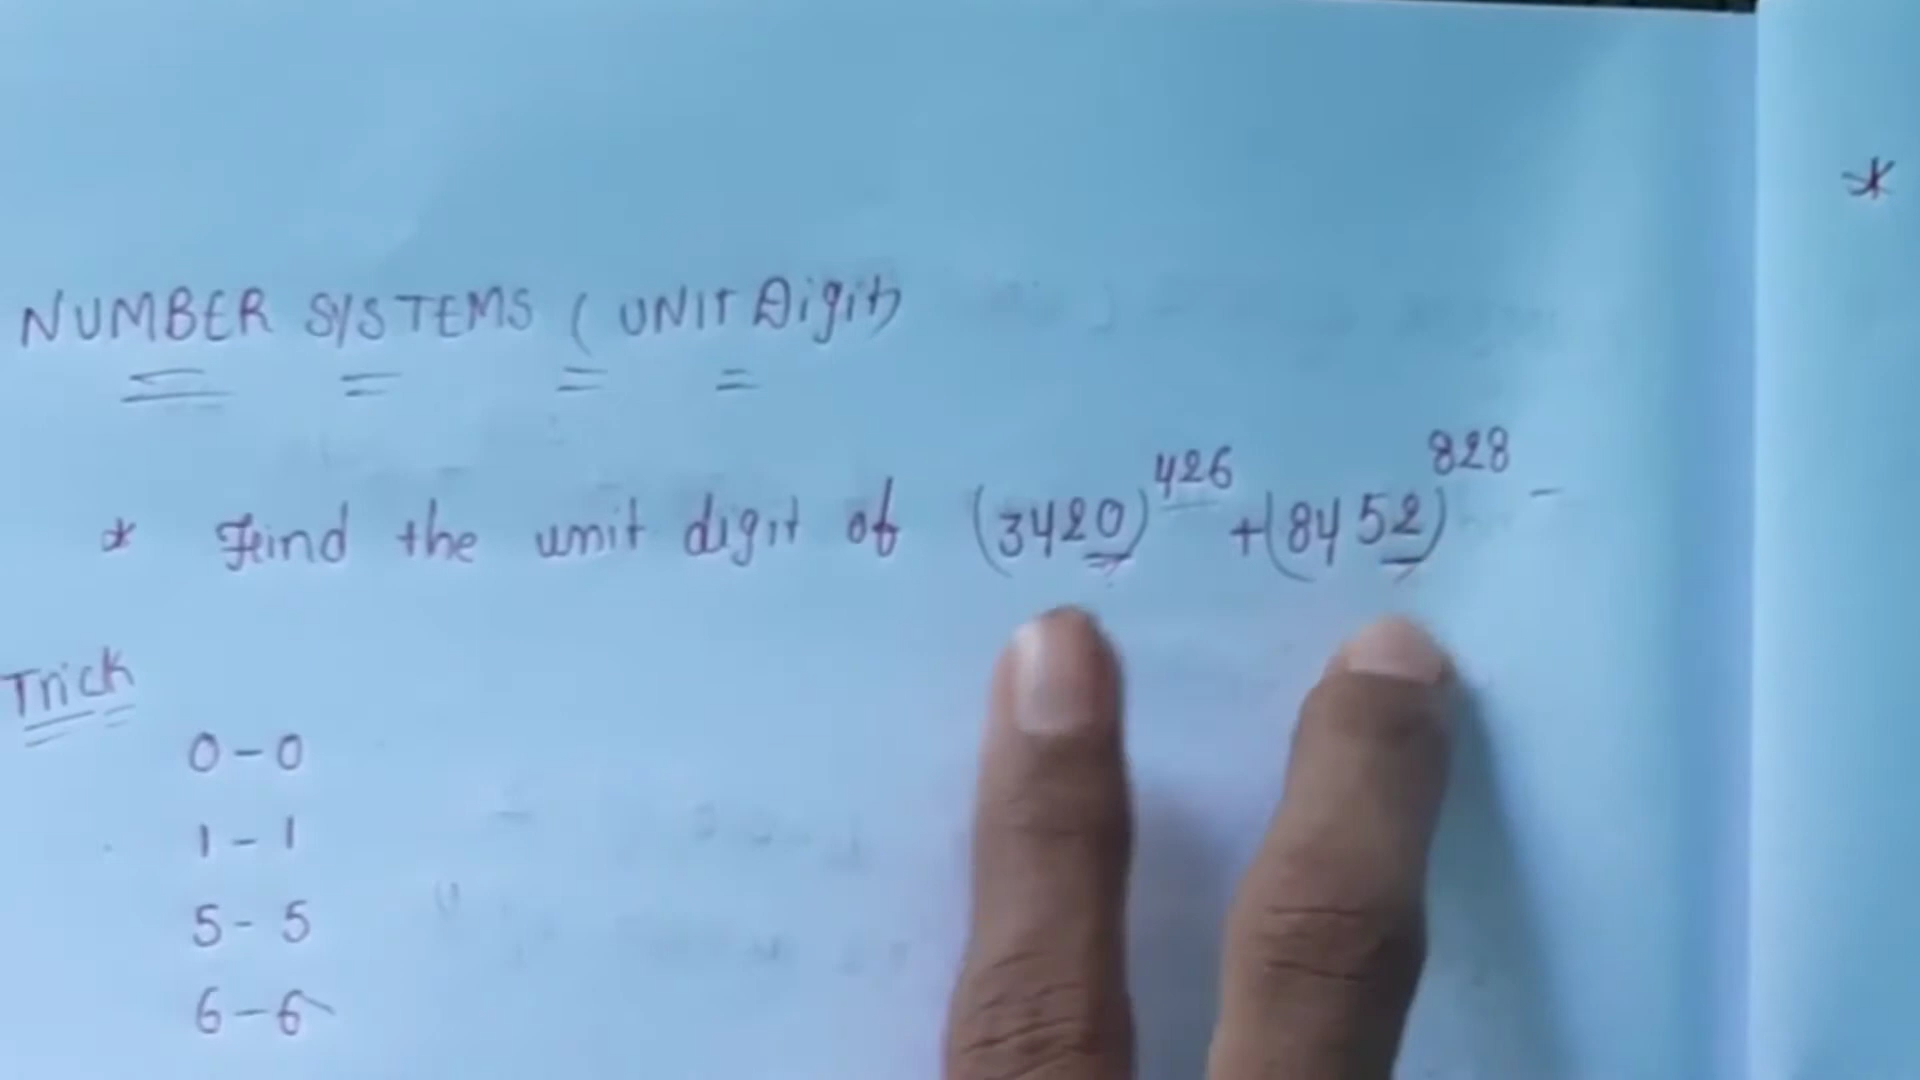 NUMBER SYSTEMS (UNIT Digit)
* Find the unit digit of (3420)^426 + (8452)^828 -
Trick
0 - 0
1 - 1
5 - 5
6 - 6
*